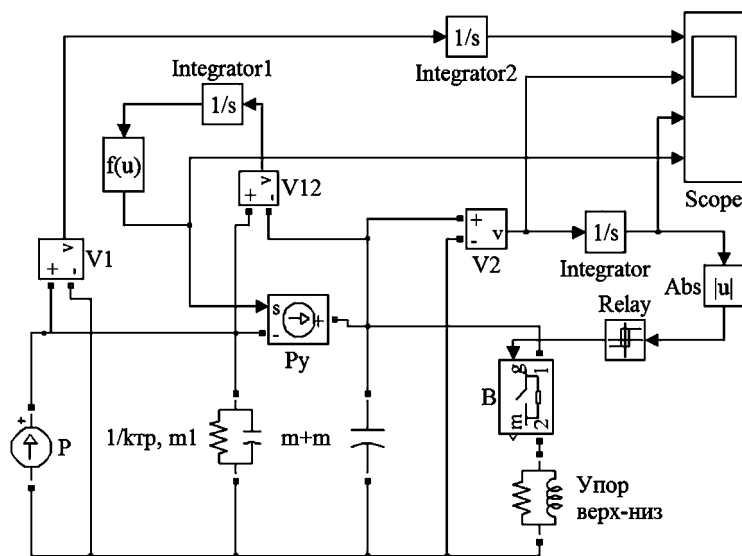 1/s
Integrator2
Integrator1
1/s
f(u)
v
+ -
V12
Scope
v
+ -
V1
+
- v
V2
1/s
Integrator
Abs
|u|
Relay
s
- +
Py
g 1
m 2
B
+
P
1/kтр, m1
m+m
Упор
верх-низ